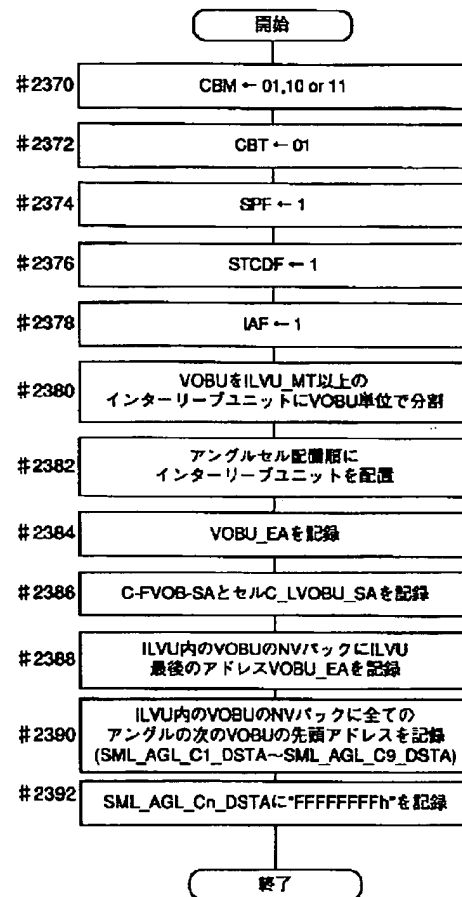 開始
#2370
CBM ← 01,10 or 11
#2372
CBT ← 01
#2374
SPF ← 1
#2376
STCDF ← 1
#2378
IAF ← 1
#2380
VOBUをILVU_MT以上の
インターリーブユニットにVOBU単位で分割
#2382
アングルセル配置順に
インターリーブユニットを配置
#2384
VOBU_EAを記録
#2386
C-FVOB-SAとセルC_LVOBU_SAを記録
#2388
ILVU内のVOBUのNVパックにILVU
最後のアドレスVOBU_EAを記録
#2390
ILVU内のVOBUのNVパックに全ての
アングルの次のVOBUの先頭アドレスを記録
(SML_AGL_C1_DSTA～SML_AGL_C9_DSTA)
#2392
SML_AGL_Cn_DSTAに"FFFFFFFFh"を記録
終了